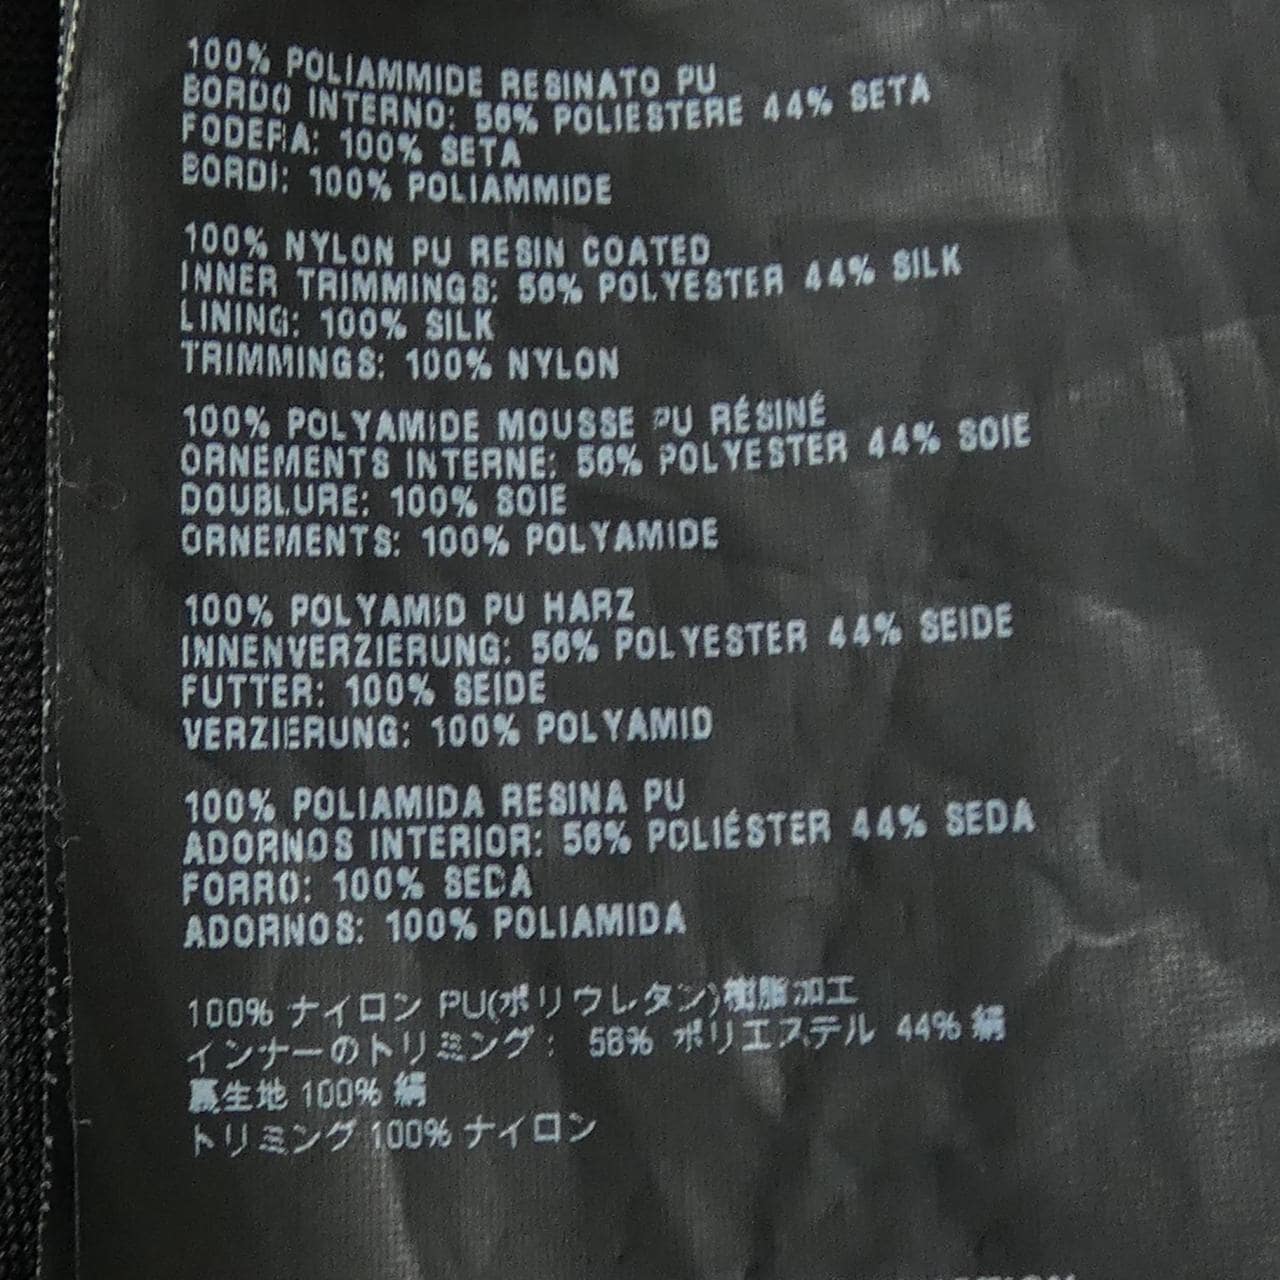 100% POLIAMMIDE RESINATO PU
BORDO INTERNO: 56% POLIESTERE 44% SETA
FODERA: 100% SETA
BORDI: 100% POLIAMMIDE
100% NYLON PU RESIN COATED
INNER TRIMMINGS: 56% POLYESTER 44% SILK
LINING: 100% SILK
TRIMMINGS: 100% NYLON
100% POLYAMIDE MOUSSE PU RÉSINÉ
ORNEMENTS INTERNE: 56% POLYESTER 44% SOIE
DOUBLURE: 100% SOIE
ORNEMENTS: 100% POLYAMIDE
100% POLYAMID PU HARZ
INNENVERZIERUNG: 56% POLYESTER 44% SEIDE
FUTTER: 100% SEIDE
VERZIERUNG: 100% POLYAMID
100% POLIAMIDA RESINA PU
ADORNOS INTERIOR: 56% POLIÉSTER 44% SEDA
FORRO: 100% SEDA
ADORNOS: 100% POLIAMIDA
100% ナイロン PU(ポリウレタン)樹脂加工
インナーのトリミング: 56% ポリエステル 44% 絹
裏生地 100% 絹
トリミング 100% ナイロン